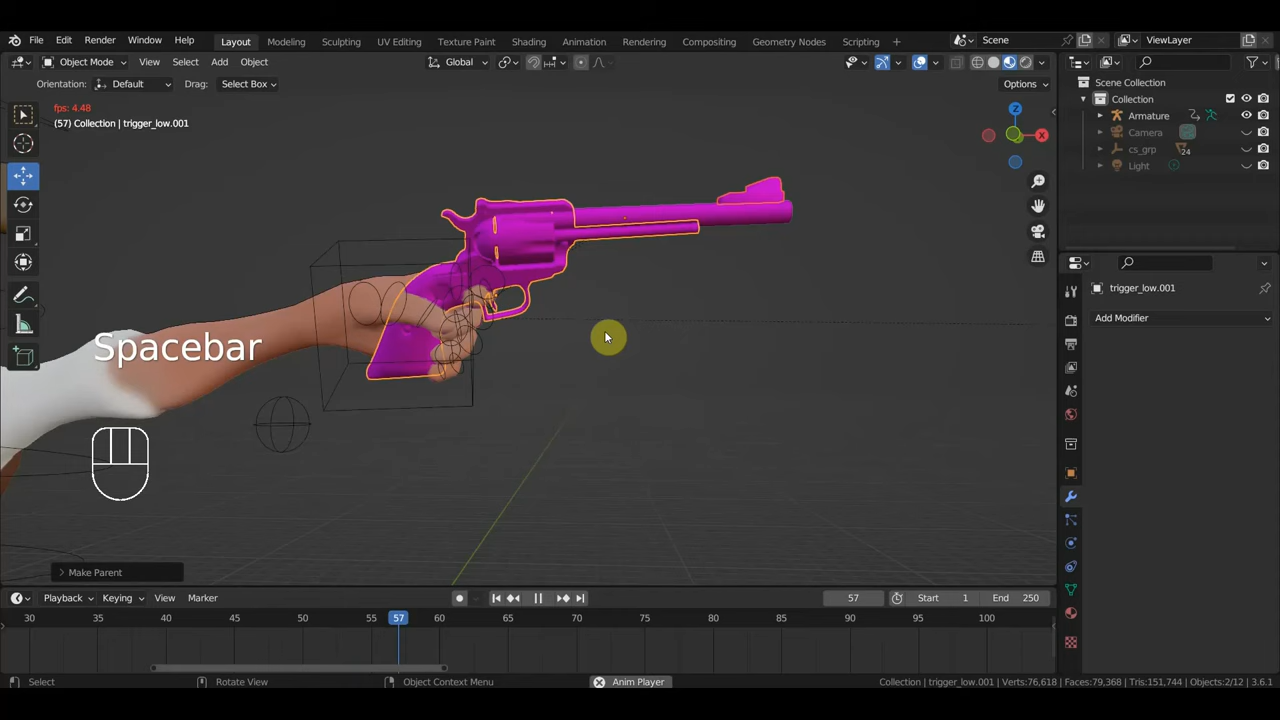 File Edit Render Window Help Layout Modeling Sculpting UV Editing Texture Paint Shading Animation Rendering Compositing Geometry Nodes Scripting + Scene ViewLayer
Object Mode View Select Add Object Global
Orientation: Default Drag: Select Box Options
fps: 4.48
(57) Collection | trigger_low.001
Scene Collection
Collection
Armature
Camera
cs_grp 24
Light
Z
X
trigger_low.001
Add Modifier
Spacebar
Make Parent
Playback Keying View Marker 57 Start 1 End 250
30 35 40 45 50 55 57 60 65 70 75 80 85 90 95 100
Select Rotate View Object Context Menu Anim Player Collection | trigger_low.001 | Verts:76,618 | Faces:79,368 | Tris:151,744 | Objects:2/12 | 3.6.1